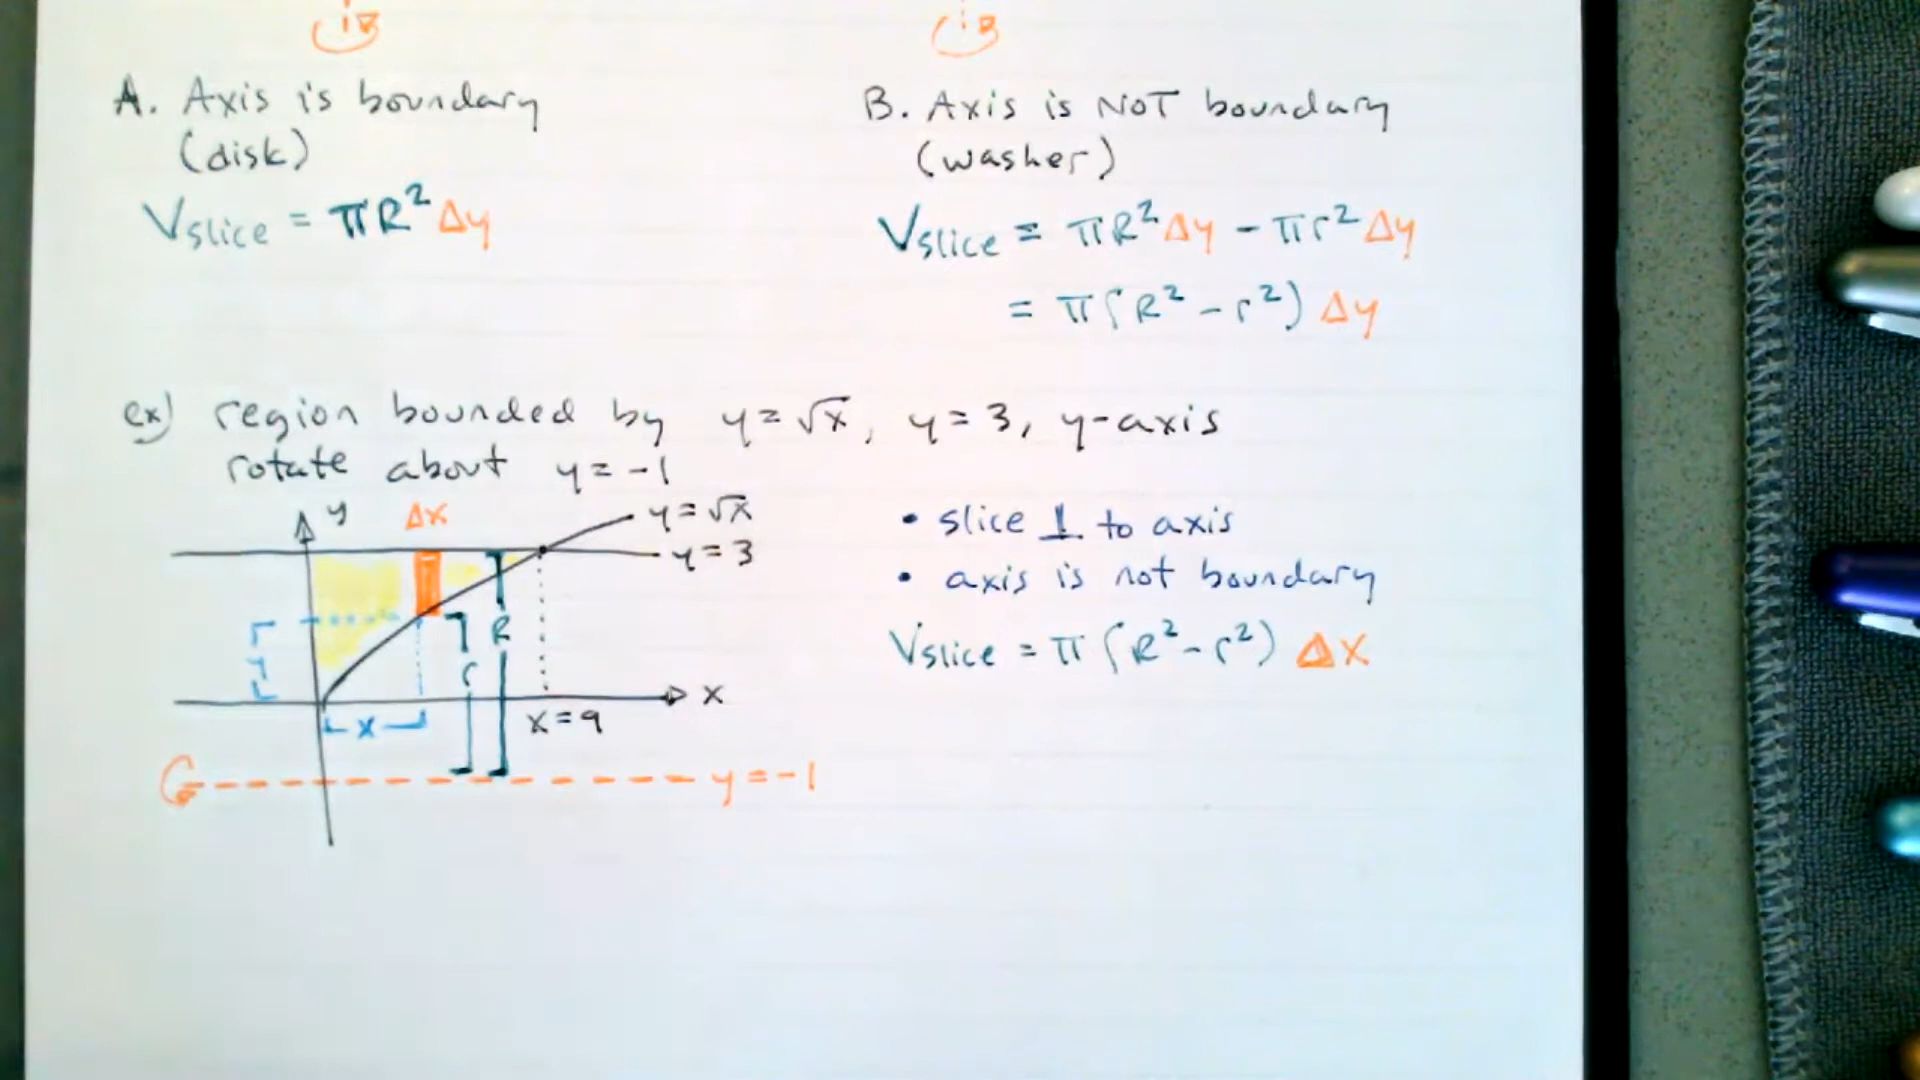 A. Axis is boundary
(disk)
Vslice = πR²Δy
B. Axis is NOT boundary
(washer)
Vslice = πR²Δy - πr²Δy
= π(R² - r²) Δy
ex) region bounded by y = √x, y = 3, y-axis
rotate about y = -1
y
Δx
y = √x
y = 3
y
r
R
x
x
x = 9
y = -1
• slice ⊥ to axis
• axis is not boundary
Vslice = π(R² - r²) Δx